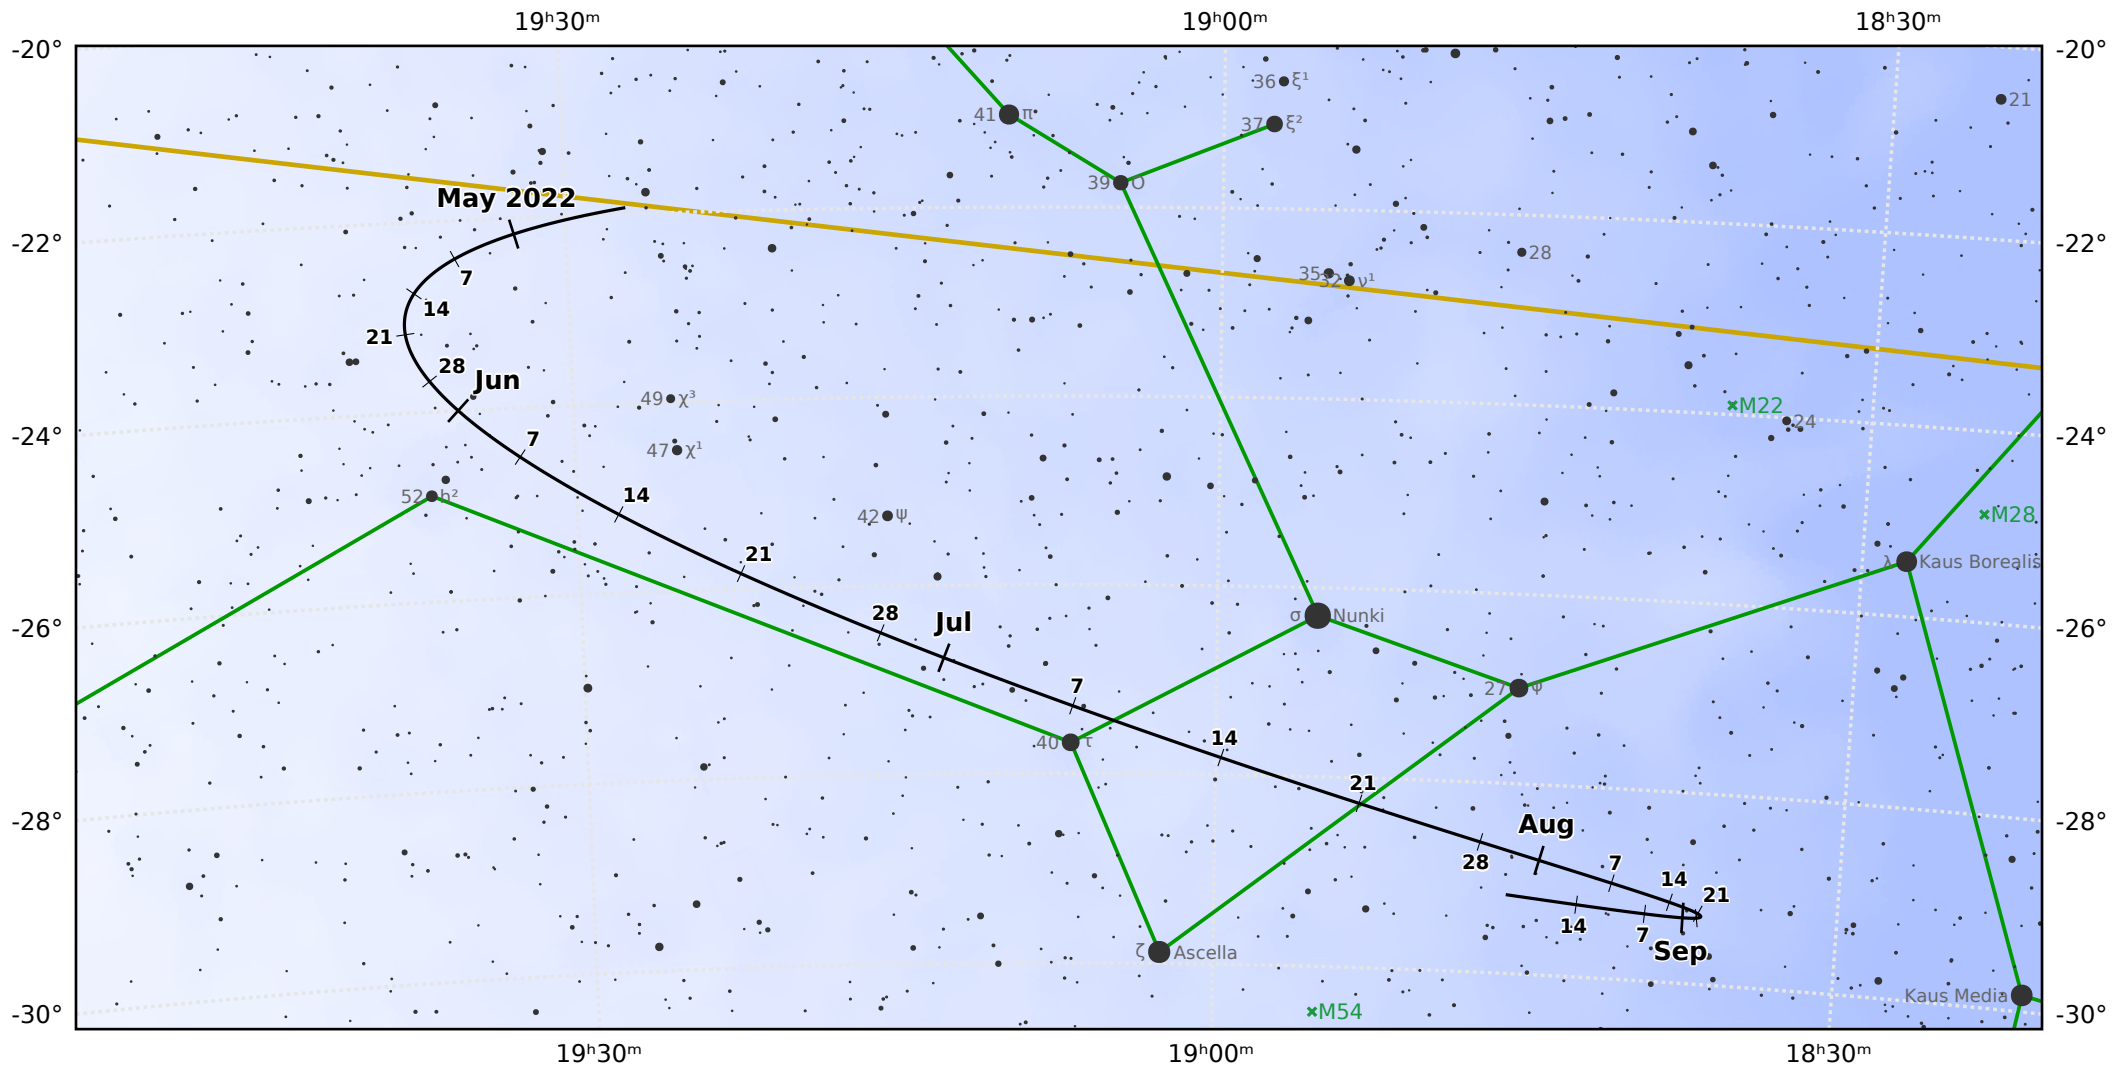 19ʰ30ᵐ 19ʰ00ᵐ 18ʰ30ᵐ
-20° -20°
36 ξ¹
21
41 π
37 ξ²
39 ο
May 2022
-22° -22°
28
7
35
32 ν¹
14
21
28
Jun
49 χ³
M22
24
-24° -24°
7
47 χ¹
14
52 h²
42 ψ
M28
21
λ Kaus Borealis
28
Jul
σ Nunki
-26° -26°
7
27 φ
14
40 τ
21
-28° -28°
Aug
28
7
14
21
14
7
Sep
ζ Ascella
Kaus Media
M54
-30° -30°
19ʰ30ᵐ 19ʰ00ᵐ 18ʰ30ᵐ